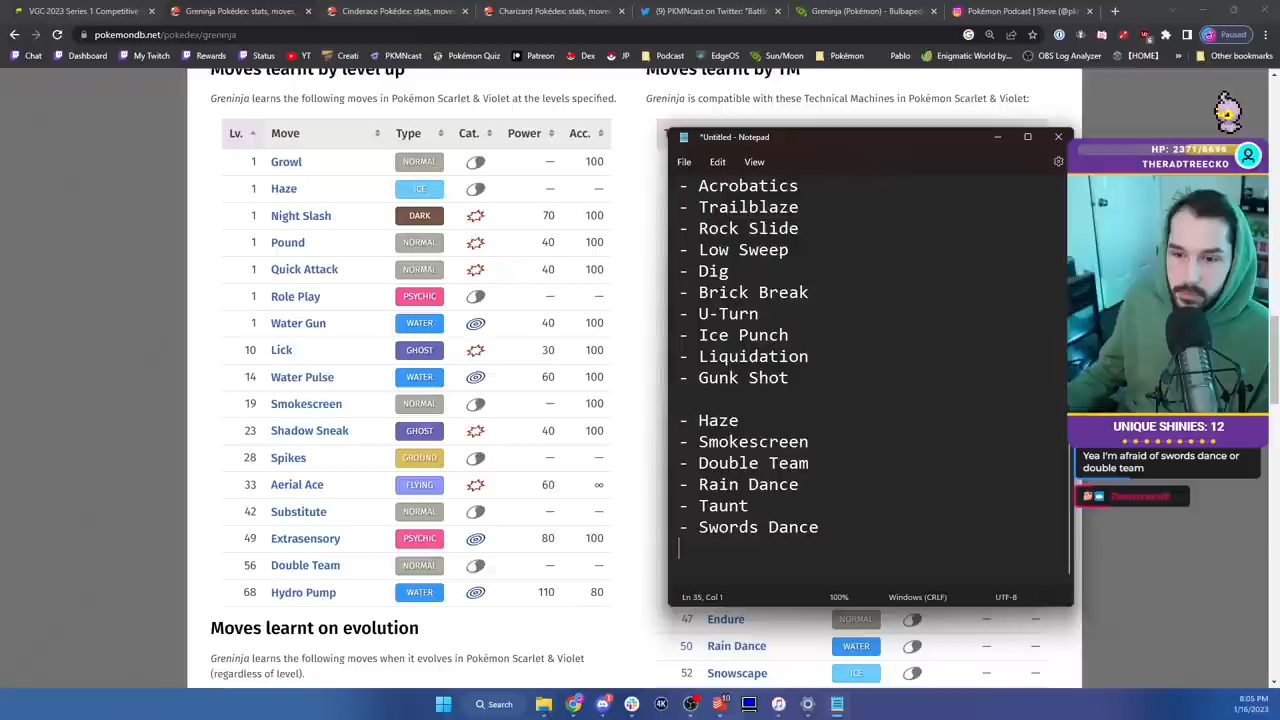 VGC 2023 Series 1 Competitive
Greninja Pokédex: stats, moves
Cinderace Pokédex: stats, moves
Charizard Pokédex: stats, moves
(9) PKMNcast on Twitter: "Battle
Greninja (Pokémon) - Bulbaped
Pokémon Podcast | Steve (@pk
pokemondb.net/pokedex/greninja
Paused
Chat
Dashboard
My Twitch
Rewards
Status
YT
Creati
PKMNcast
Pokémon Quiz
Patreon
Dex
JP
Podcast
EdgeOS
Sun/Moon
Pokémon
Pablo
Enigmatic World by...
OBS Log Analyzer
[HOME]
Other bookmarks
Moves learnt by level up
Greninja learns the following moves in Pokémon Scarlet & Violet at the levels specified.
Lv. Move Type Cat. Power Acc.
1 Growl NORMAL — 100
1 Haze ICE — —
1 Night Slash DARK 70 100
1 Pound NORMAL 40 100
1 Quick Attack NORMAL 40 100
1 Role Play PSYCHIC — —
1 Water Gun WATER 40 100
10 Lick GHOST 30 100
14 Water Pulse WATER 60 100
19 Smokescreen NORMAL — 100
23 Shadow Sneak GHOST 40 100
28 Spikes GROUND — —
33 Aerial Ace FLYING 60 ∞
42 Substitute NORMAL — —
49 Extrasensory PSYCHIC 80 100
56 Double Team NORMAL — —
68 Hydro Pump WATER 110 80
Moves learnt on evolution
Greninja learns the following moves when it evolves in Pokémon Scarlet & Violet
(regardless of level).
Moves learnt by TM
Greninja is compatible with these Technical Machines in Pokémon Scarlet & Violet:
*Untitled - Notepad
File Edit View
- Acrobatics
- Trailblaze
- Rock Slide
- Low Sweep
- Dig
- Brick Break
- U-Turn
- Ice Punch
- Liquidation
- Gunk Shot
- Haze
- Smokescreen
- Double Team
- Rain Dance
- Taunt
- Swords Dance
Ln 35, Col 1 100% Windows (CRLF) UTF-8
47 Endure NORMAL — —
50 Rain Dance WATER — —
52 Snowscape ICE — —
HP: 2371/6696
THERADTREECKO
UNIQUE SHINIES: 12
Yea I'm afraid of swords dance or
double team
Search
10
4K
8:05 PM
1/16/2023